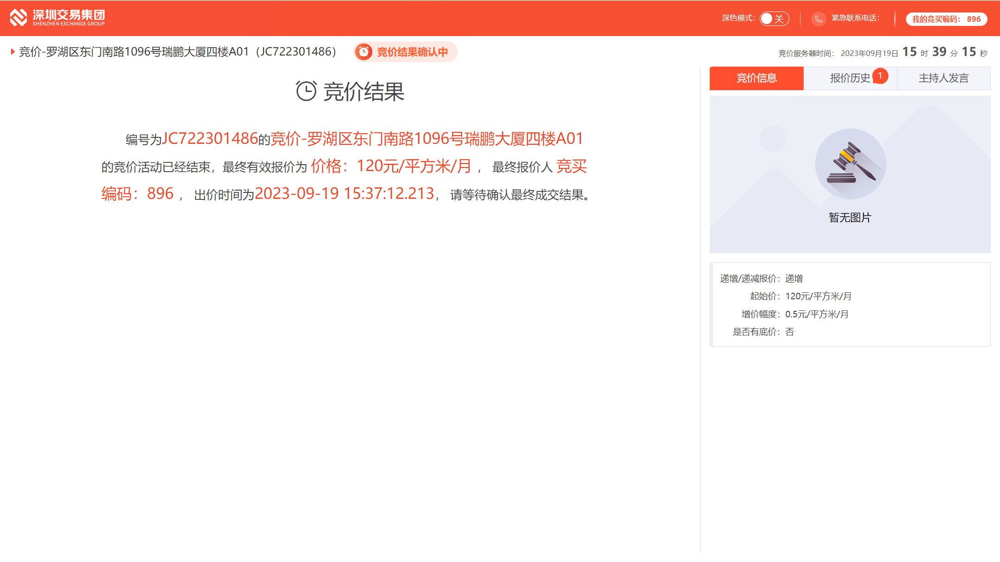 深圳交易集团
SHENZHEN EXCHANGE GROUP
深色模式： 关
紧急联系电话：
我的竞买编码： 896
竞价-罗湖区东门南路1096号瑞鹏大厦四楼A01（JC722301486）
竞价结果确认中
竞价服务器时间： 2023年09月19日 15 时 39 分 15 秒
竞价结果
编号为JC722301486的竞价-罗湖区东门南路1096号瑞鹏大厦四楼A01
的竞价活动已经结束，最终有效报价为 价格：120元/平方米/月 ， 最终报价人 竞买
编码：896 ， 出价时间为2023-09-19 15:37:12.213， 请等待确认最终成交结果。
竞价信息
报价历史 1
主持人发言
暂无图片
递增/递减报价：递增
起始价：120元/平方米/月
增价幅度：0.5元/平方米/月
是否有底价：否